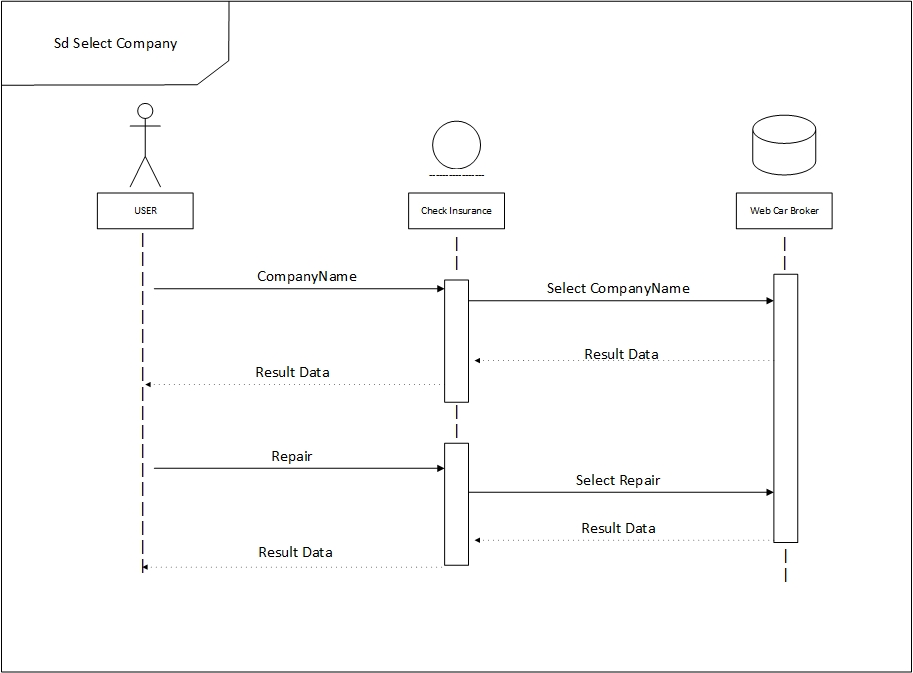 Sd Select Company
USER
Check Insurance
Web Car Broker
CompanyName
Select CompanyName
Result Data
Result Data
Repair
Select Repair
Result Data
Result Data